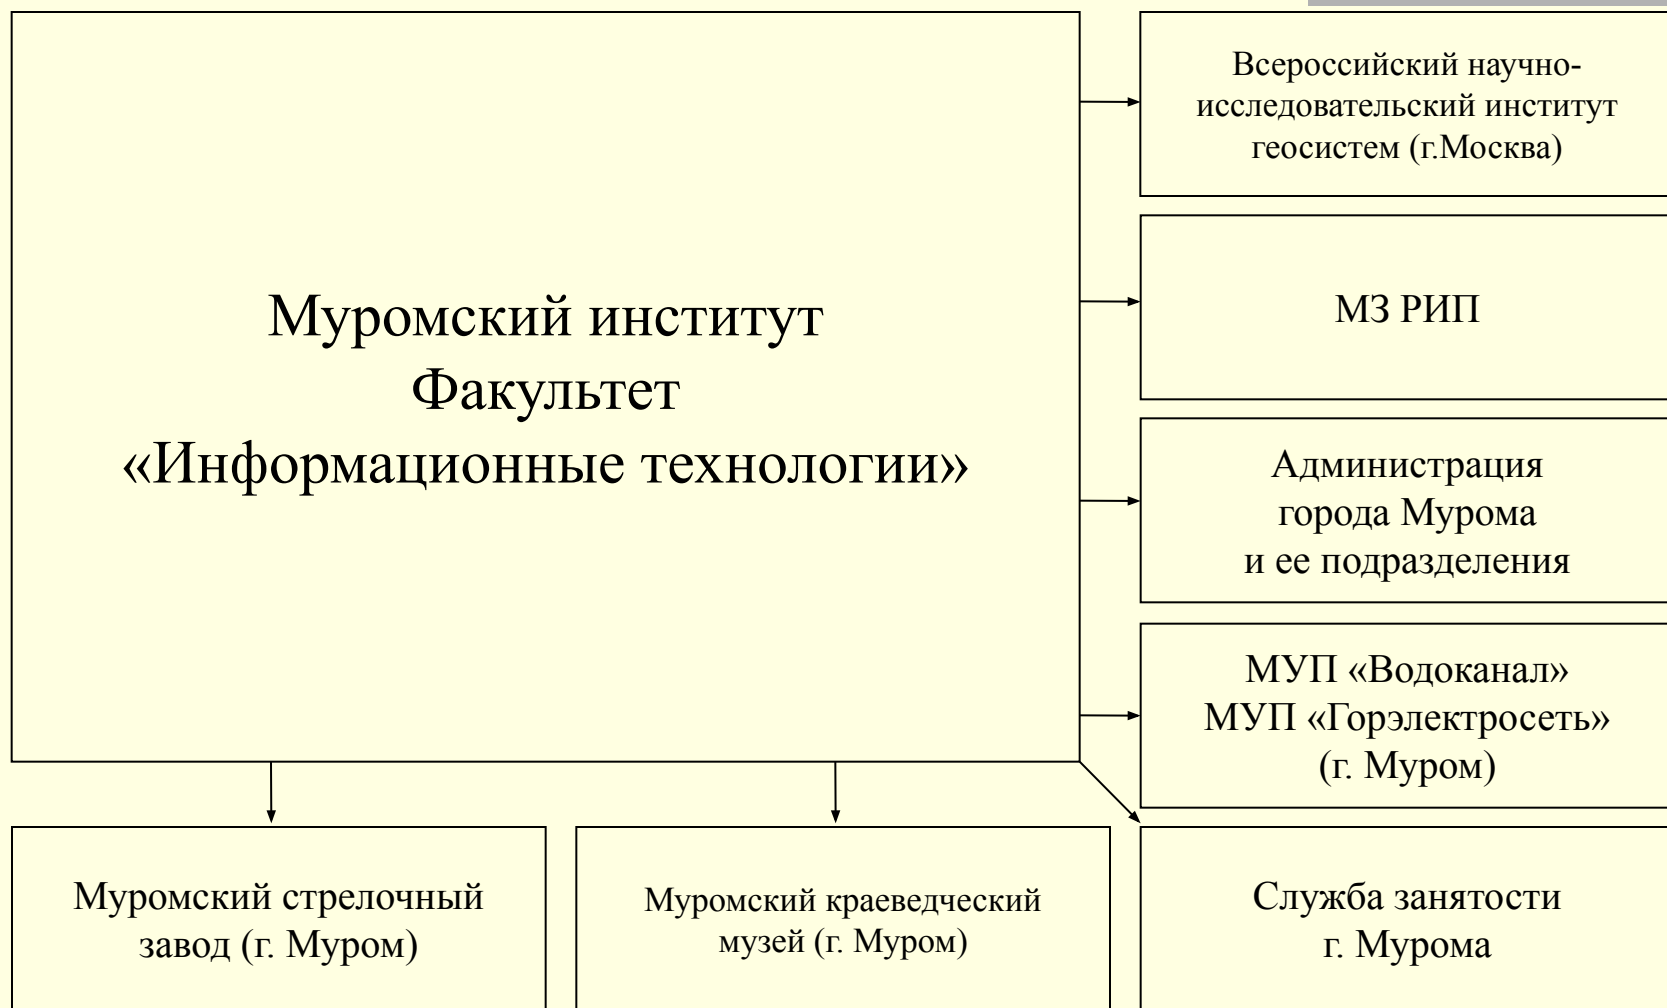 Всероссийский научно-
исследовательский институт
геосистем (г.Москва)
МЗ РИП
Муромский институт
Факультет
«Информационные технологии»
Администрация
города Мурома
и ее подразделения
МУП «Водоканал»
МУП «Горэлектросеть»
(г. Муром)
Муромский стрелочный
завод (г. Муром)
Муромский краеведческий
музей (г. Муром)
Служба занятости
г. Мурома